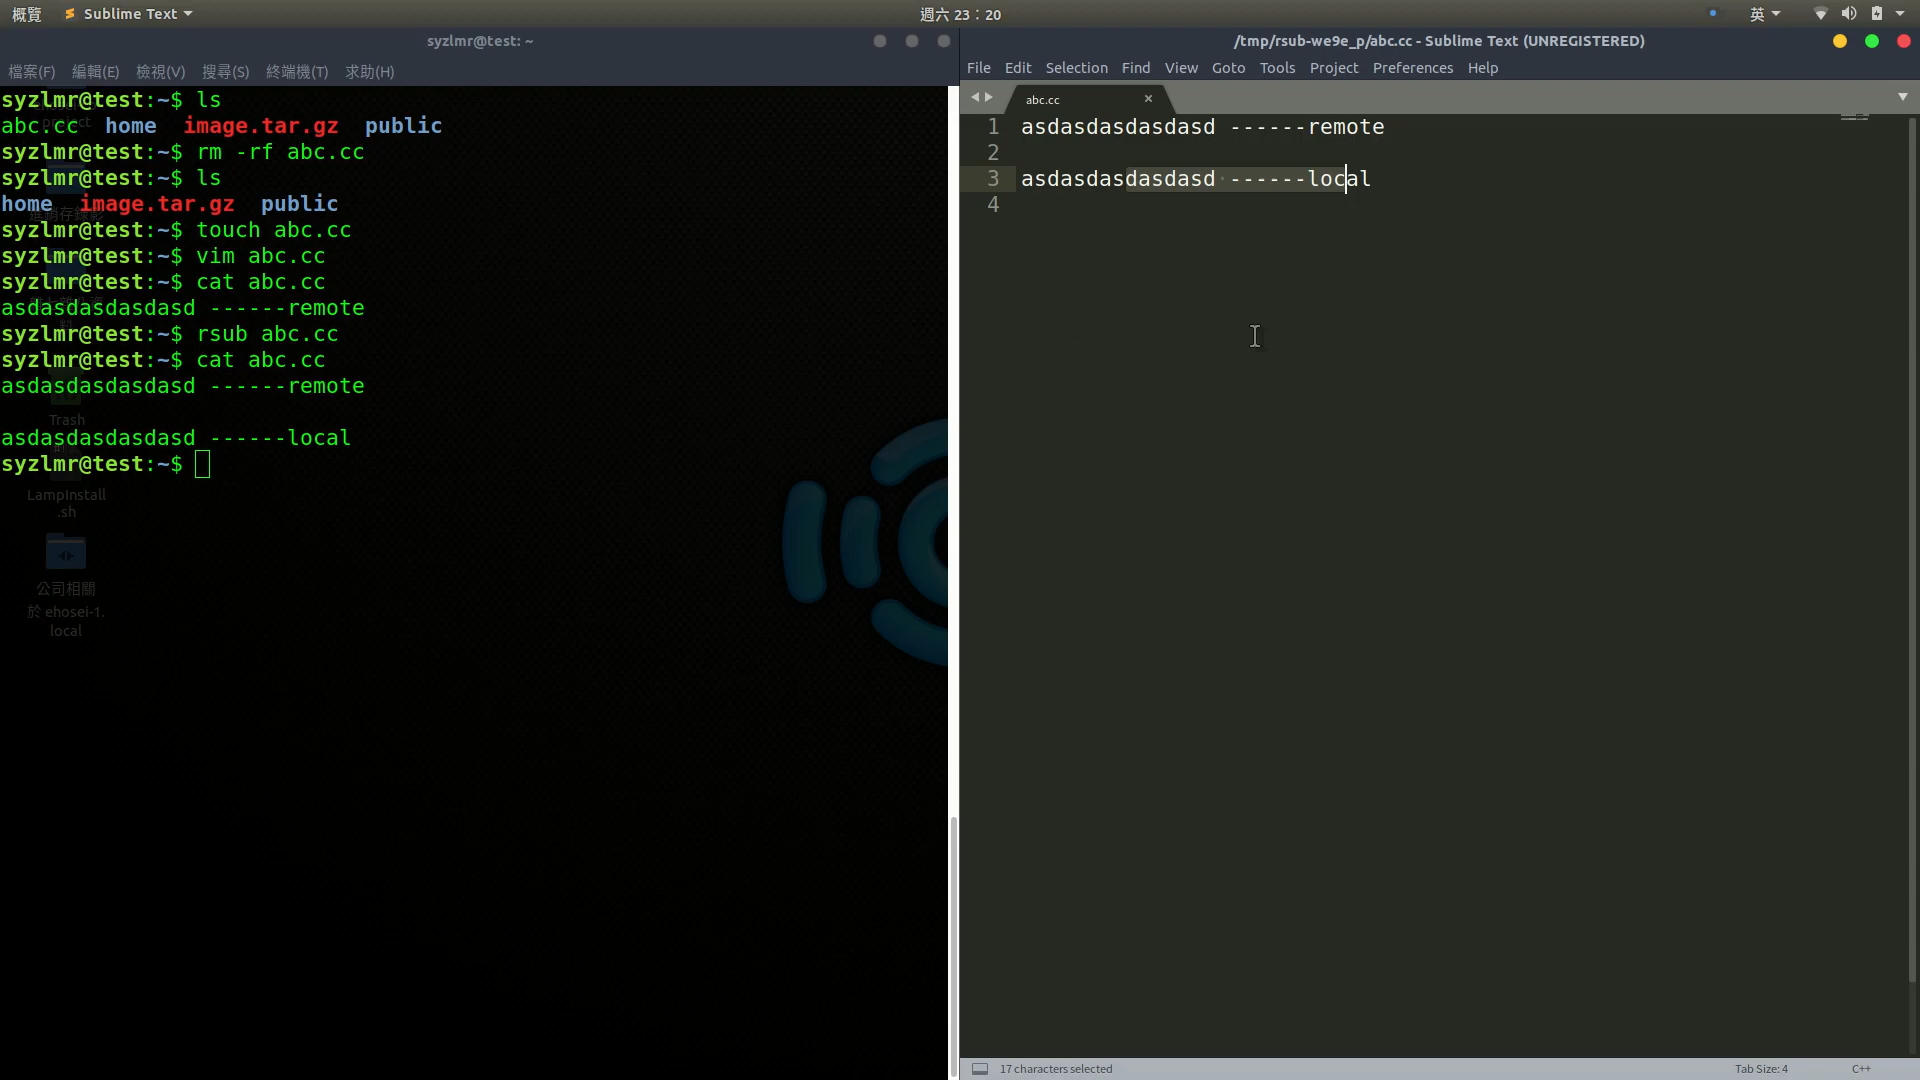 概覽 Sublime Text 週六 23：20 英
syzlmr@test: ~
檔案(F) 編輯(E) 檢視(V) 搜尋(S) 終端機(T) 求助(H)
syzlmr@test:~$ ls
abc.cc home image.tar.gz public
syzlmr@test:~$ rm -rf abc.cc
syzlmr@test:~$ ls
home image.tar.gz public
syzlmr@test:~$ touch abc.cc
syzlmr@test:~$ vim abc.cc
syzlmr@test:~$ cat abc.cc
asdasdasdasdasd ------remote
syzlmr@test:~$ rsub abc.cc
syzlmr@test:~$ cat abc.cc
asdasdasdasdasd ------remote
asdasdasdasdasd ------local
syzlmr@test:~$
project
Trash
LampInstall
.sh
公司相關
於 ehosei-1.
local
/tmp/rsub-we9e_p/abc.cc - Sublime Text (UNREGISTERED)
File Edit Selection Find View Goto Tools Project Preferences Help
abc.cc ×
1 asdasdasdasdasd ------remote
2
3 asdasdasdasdasd ------local
4
17 characters selected Tab Size: 4 C++